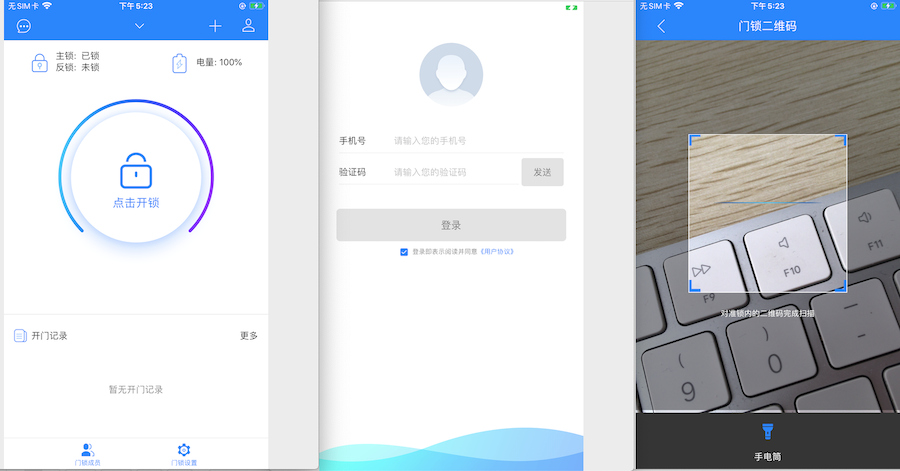 无SIM卡
下午5:23
主锁: 已锁
反锁: 未锁
电量: 100%
点击开锁
开门记录
更多
暂无开门记录
门锁成员
门锁设置
手机号
请输入您的手机号
验证码
请输入您的验证码
发送
登录
登录即表示阅读并同意《用户协议》
无SIM卡
下午5:23
门锁二维码
F9
F10
F11
对准锁内的二维码完成扫描
(
9
)
0
—
-
手电筒